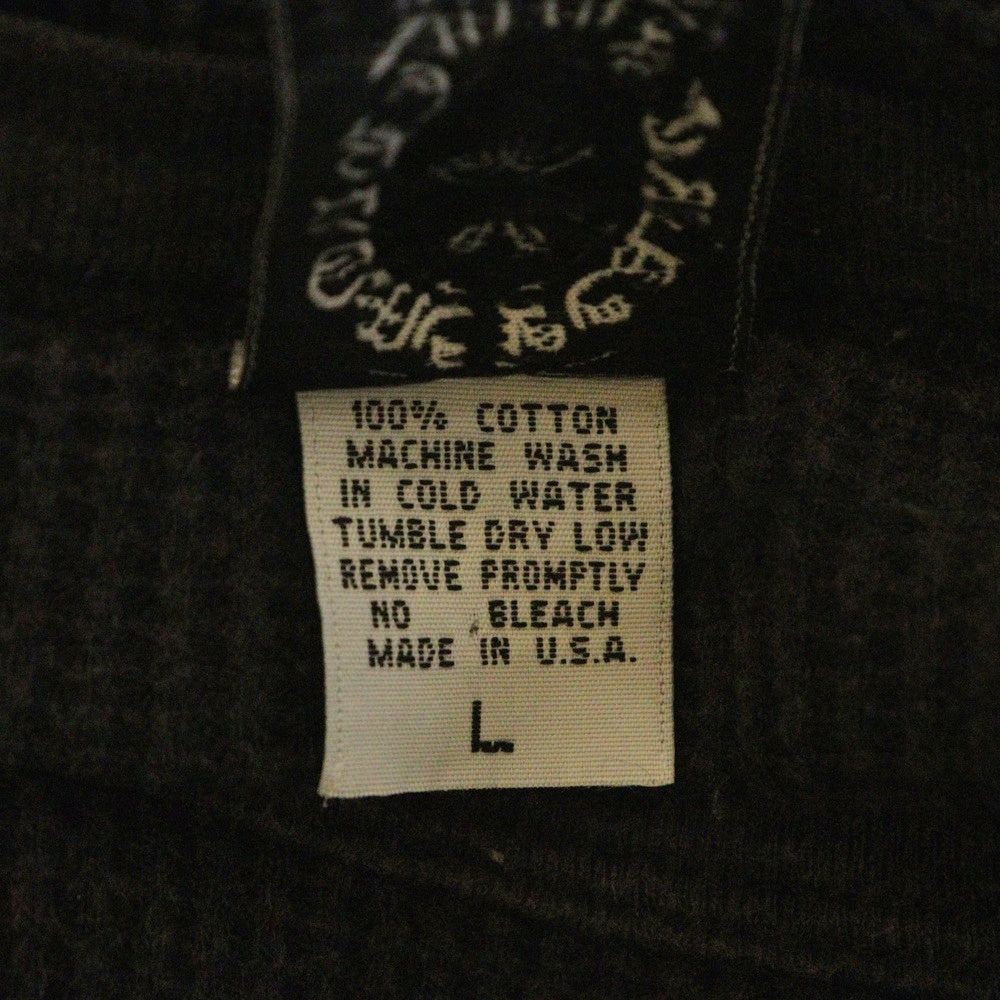 100% COTTON
MACHINE WASH
IN COLD WATER
TUMBLE DRY LOW
REMOVE PROMPTLY
NO BLEACH
MADE IN U.S.A.
L